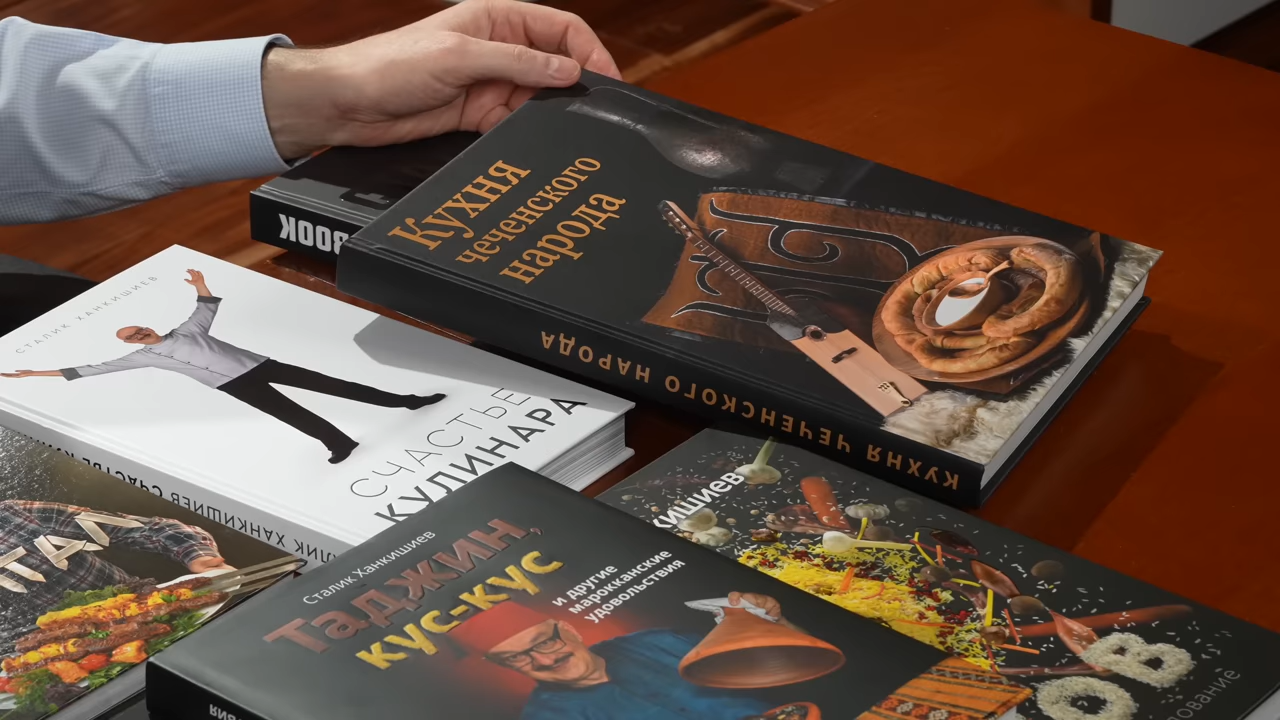 BOOK
Кухня
чеченского
народа
КУХНЯ ЧЕЧЕНСКОГО НАРОДА
СТАЛИК ХАНКИШИЕВ
СЧАСТЬЕ
КУЛИНАРА
ХАНКИШИЕВ
Сталик Ханкишиев
Таджин,
кус-кус
и другие
марокканские
удовольствия